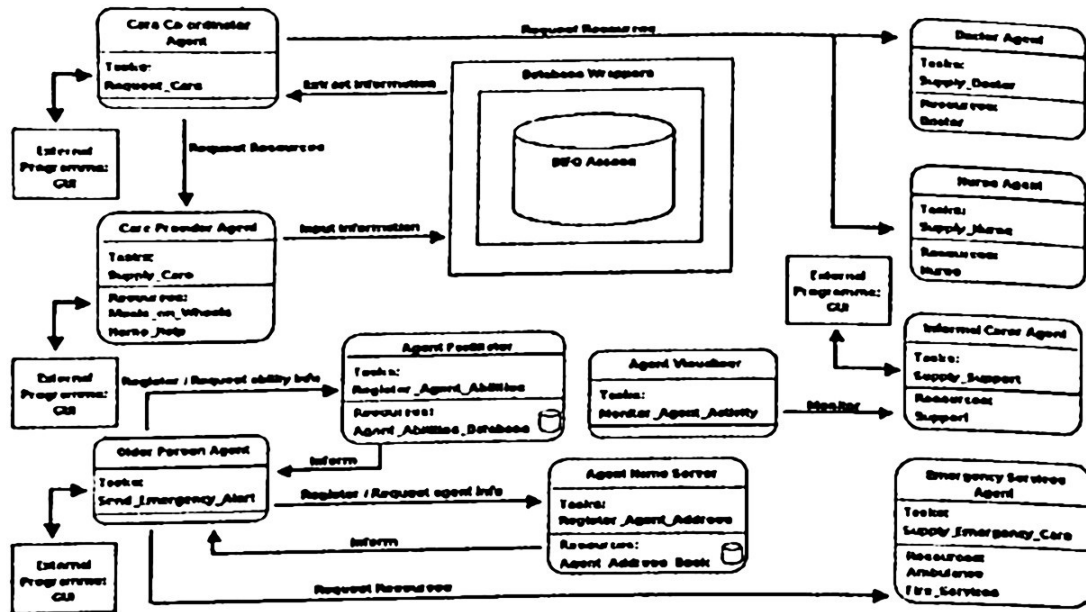 Care Co-ordinator
Agent
Tasks:
Request_Care
Request Resources
Doctor Agent
Tasks:
Supply_Doctor
Resources:
Doctor
Database Wrappers
Extract Information
External
Programme:
GUI
Request Resources
Access
Nurse Agent
Tasks:
Supply_Nurse
Resources:
Nurse
Care Provider Agent
Tasks:
Supply_Care
Resources:
Meals_on_Wheels
Home_Help
Input Information
External
Programme:
GUI
Informal Carer Agent
Tasks:
Supply_Support
Resources:
Support
External
Programme:
GUI
Register / Request ability info
Agent Facilitator
Tasks:
Register_Agent_Abilities
Resources:
Agent_Abilities_Database
Agent Visualiser
Tasks:
Monitor_Agent_Activity
Monitor
Older Person Agent
Tasks:
Send_Emergency_Alert
Inform
Register / Request agent info
Agent Name Server
Tasks:
Register_Agent_Address
Resources:
Agent_Address_Book
Inform
Emergency Services
Agent
Tasks:
Supply_Emergency_Care
Resources:
Ambulance
Fire_Services
External
Programme:
GUI
Request Resources